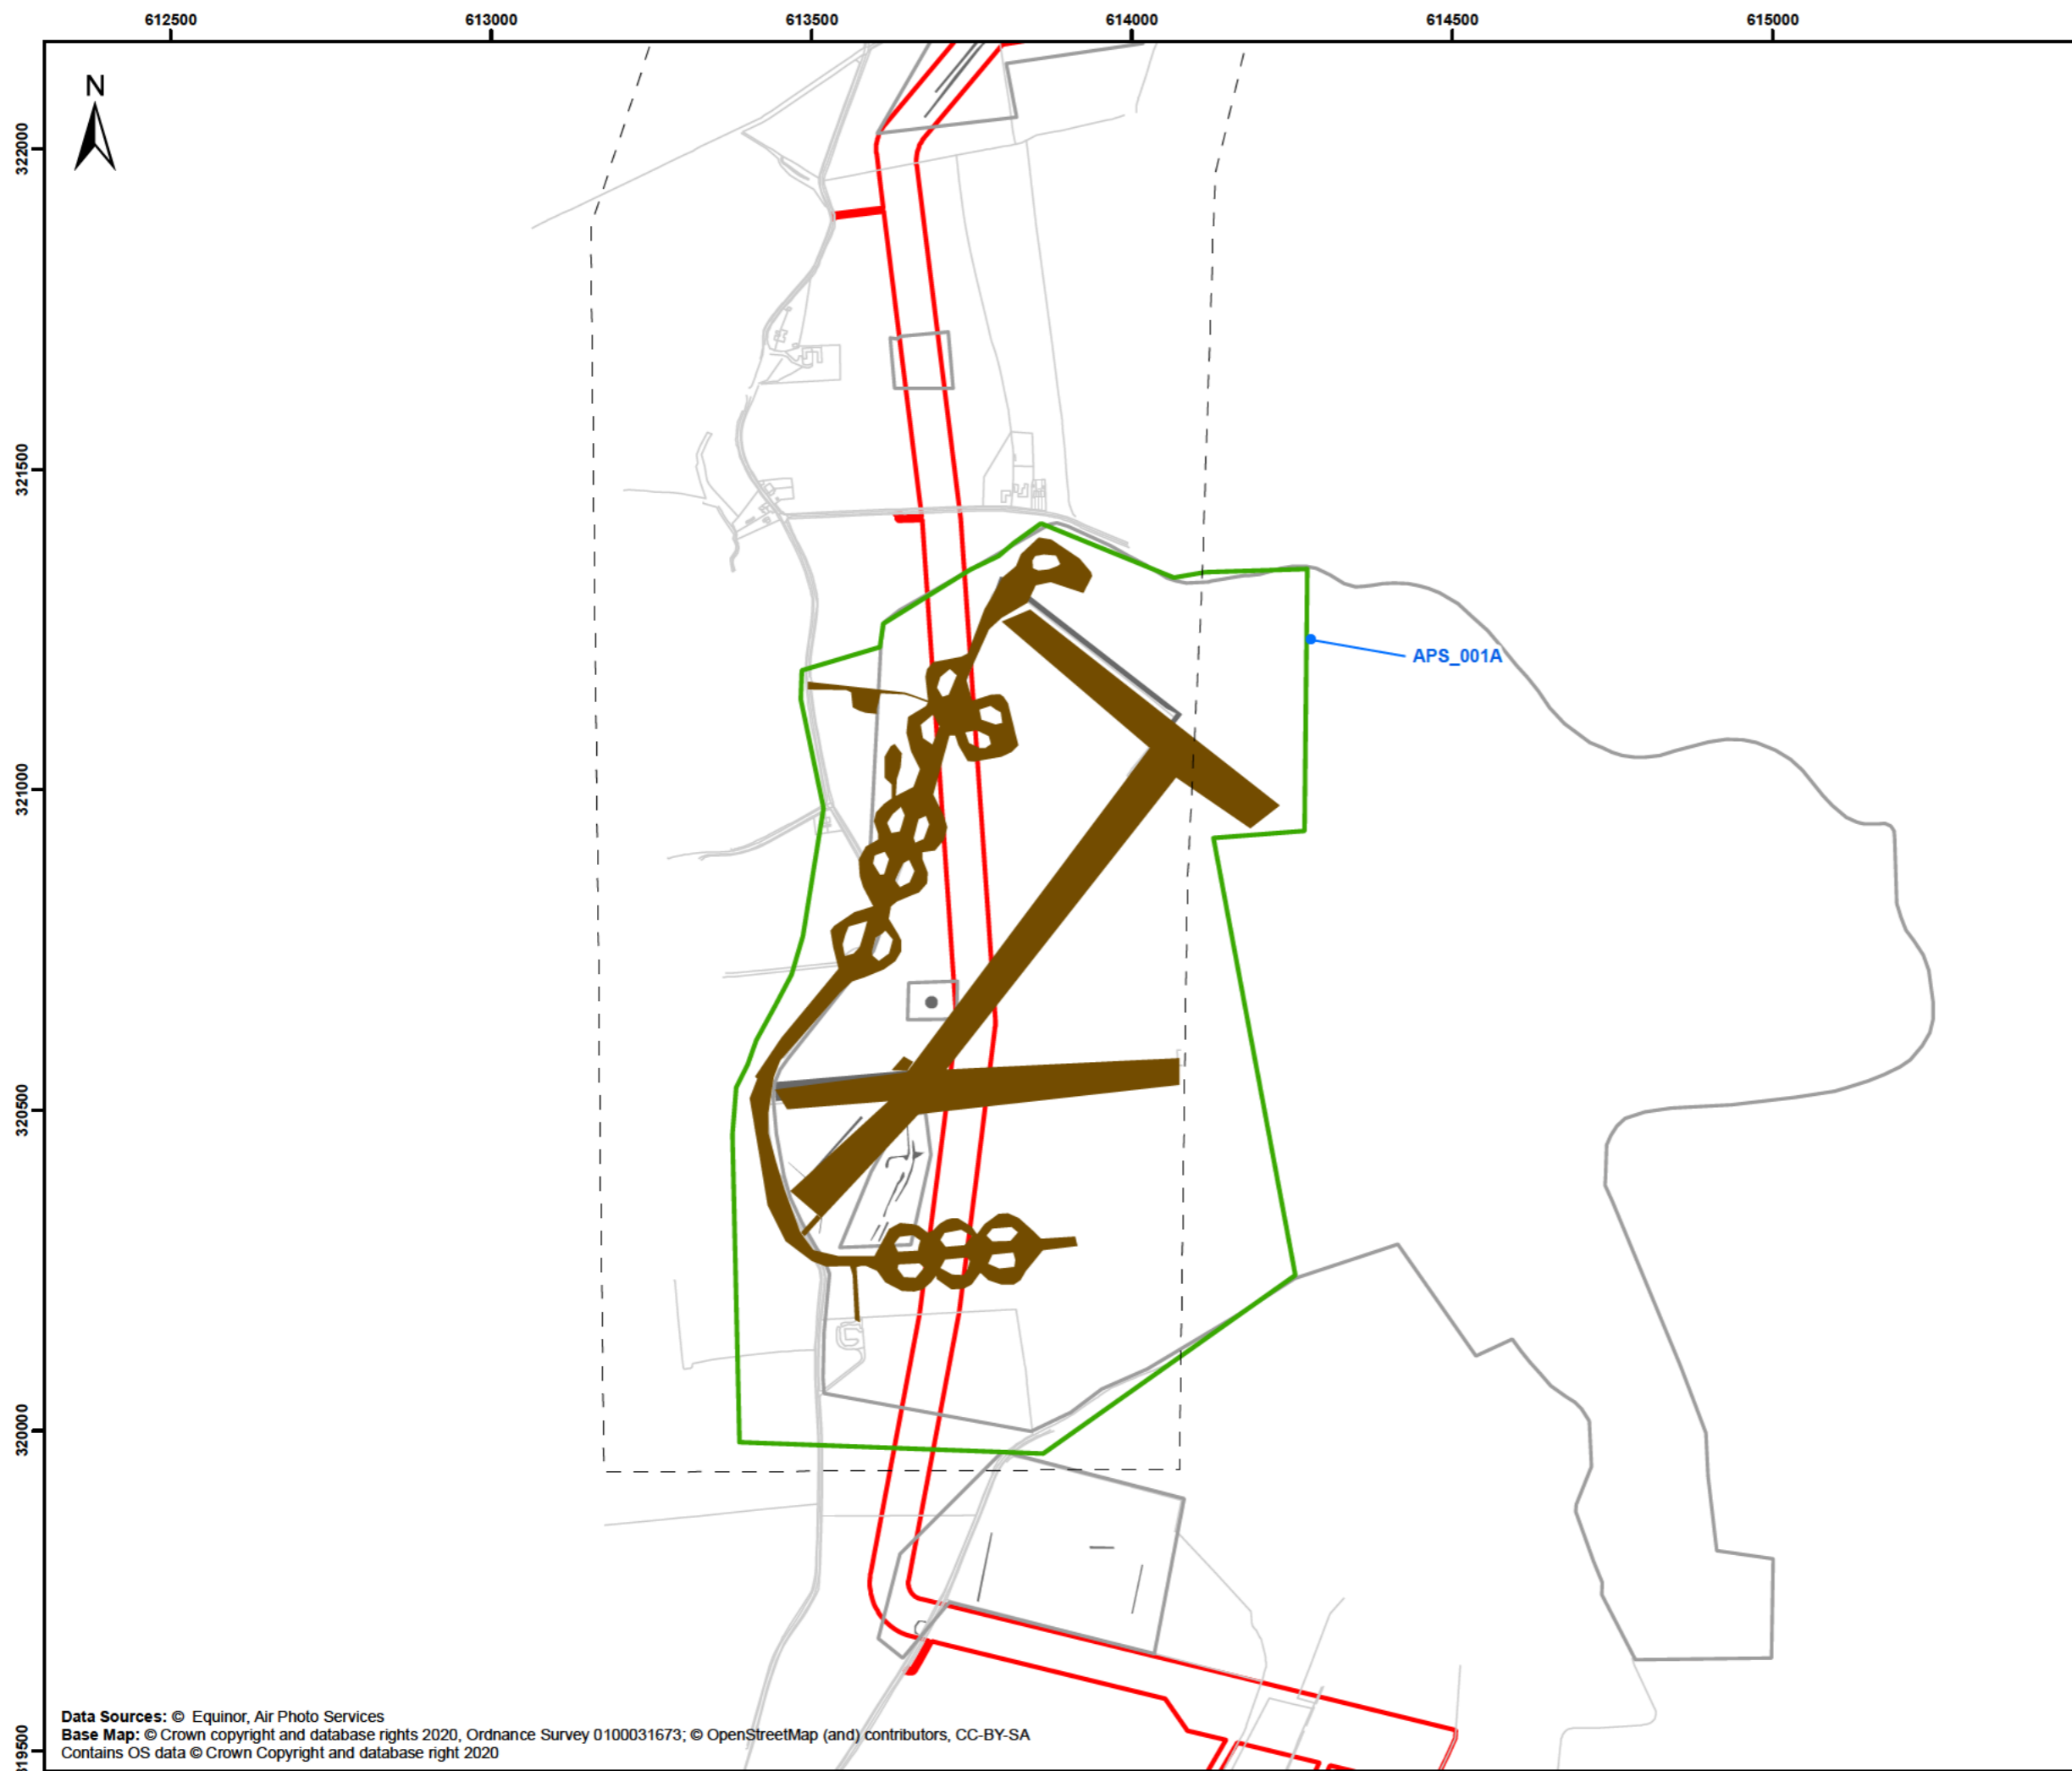 612500 613000 613500 614000 614500 615000
N
322000
321500
APS_001A
321000
320500
320000
Data Sources: © Equinor, Air Photo Services
Base Map: © Crown copyright and database rights 2020, Ordnance Survey 0100031673; © OpenStreetMap (and) contributors, CC-BY-SA
Contains OS data © Crown Copyright and database right 2020